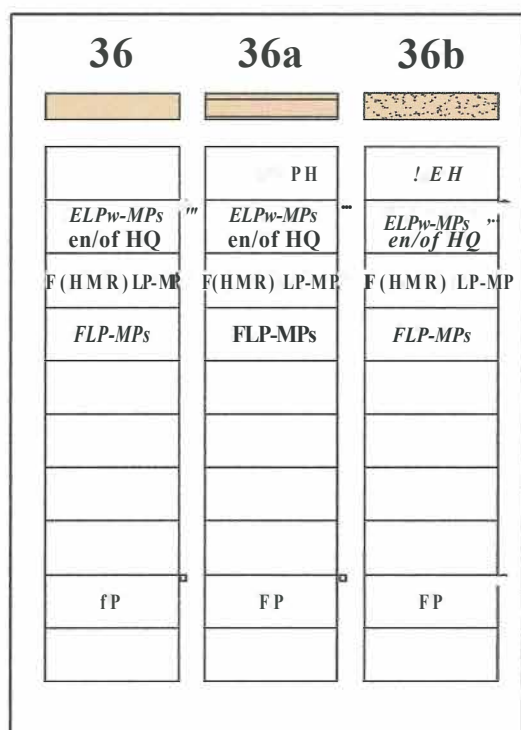 36 36a 36b
PH ! EH
ELPw-MPs ''' ELPw-MPs ••• ELPw-MPs
en/of HQ en/of HQ en/of HQ
F(HMR)LP-MP F(HMR) LP-MP F(HMR) LP-MP
FLP-MPs FLP-MPs FLP-MPs
fP FP FP